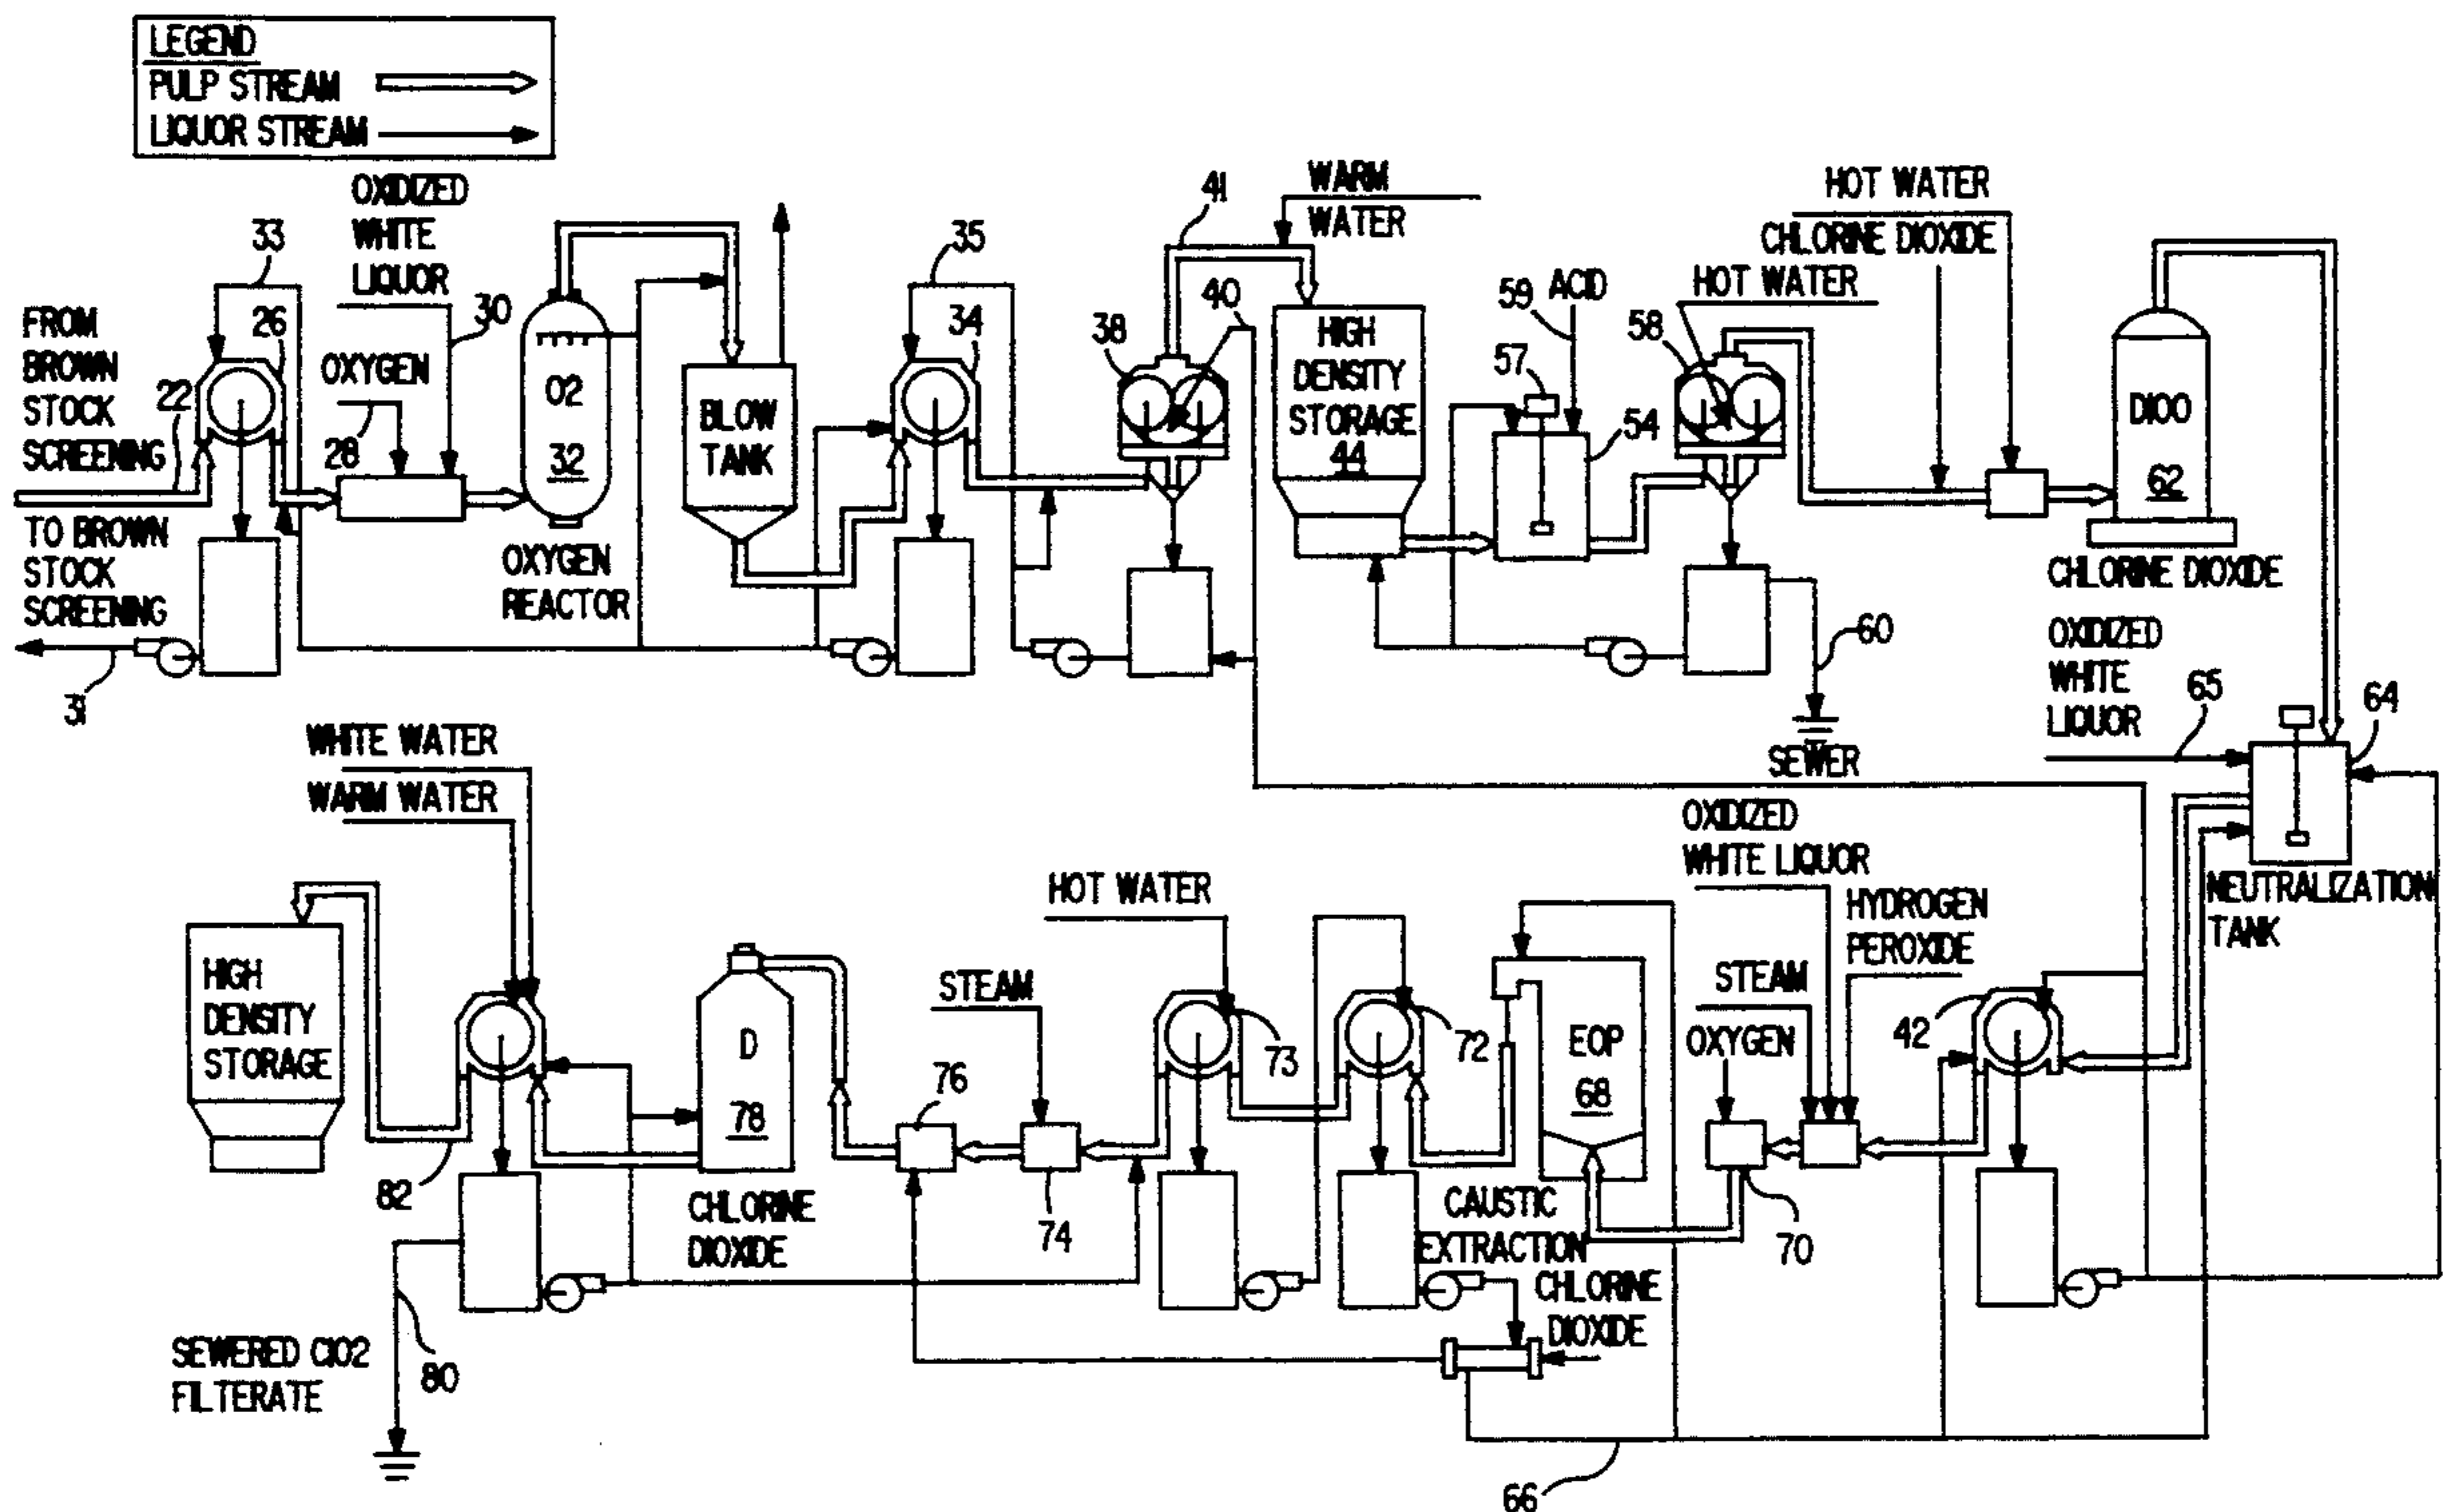 LEGEND
PULP STREAM
LIQUOR STREAM
OXIDIZED
WHITE
LIQUOR
33
26
30
FROM
BROWN
STOCK
SCREENING
22
OXYGEN
28
TO BROWN
STOCK
SCREENING
31
O2
32
OXYGEN
REACTOR
BLOW
TANK
35
34
41
WARM
WATER
40
38
HIGH
DENSITY
STORAGE
44
59
ACID
57
54
HOT WATER
CHLORINE DIOXIDE
HOT WATER
58
60
SEWER
D100
62
CHLORINE DIOXIDE
OXIDIZED
WHITE
LIQUOR
65
64
NEUTRALIZATION
TANK
WHITE WATER
WARM WATER
HIGH
DENSITY
STORAGE
82
SEWERED ClO2
FILTERATE
80
D
78
CHLORINE
DIOXIDE
STEAM
76
74
HOT WATER
73
72
EOP
68
CAUSTIC
EXTRACTION
CHLORINE
DIOXIDE
OXIDIZED
WHITE LIQUOR
HYDROGEN
PEROXIDE
STEAM
OXYGEN
70
42
66